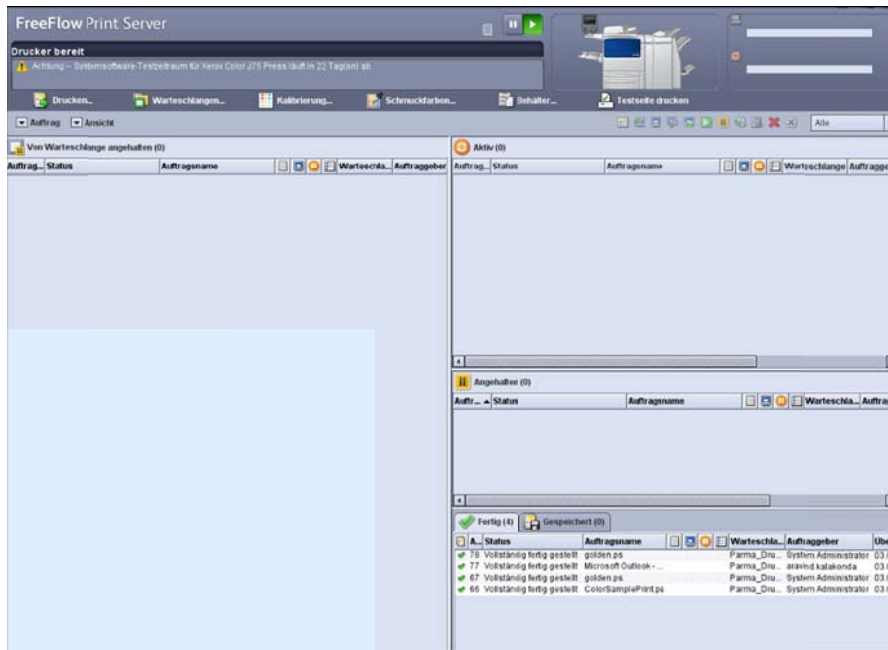 FreeFlow Print Server
Drucker bereit
Achtung -- Systemsoftware-Testzeitraum für Xerox Color J75 Press läuft in 22 Tag(en) ab.
Drucken... Warteschlangen... Kalibrierung... Schmuckfarben... Behälter... Testseite drucken
Auftrag Ansicht Alle
Von Warteschlange angehalten (0)
Auftrag... Status Auftragsname Warteschla... Auftraggeber
Aktiv (0)
Auftrag... Status Auftragsname Warteschlange Auftragge
Angehalten (0)
Auftr... Status Auftragsname Warteschla... Auftra
Fertig (4) Gespeichert (0)
A... Status Auftragsname Warteschla... Auftraggeber Übe
78 Vollständig fertig gestellt golden.ps Parma_Dru... System Administrator 03.
77 Vollständig fertig gestellt Microsoft Outlook - ... Parma_Dru... aravind kalakonda 03.
67 Vollständig fertig gestellt golden.ps Parma_Dru... System Administrator 03.
66 Vollständig fertig gestellt ColorSamplePrint.ps Parma_Dru... System Administrator 03.